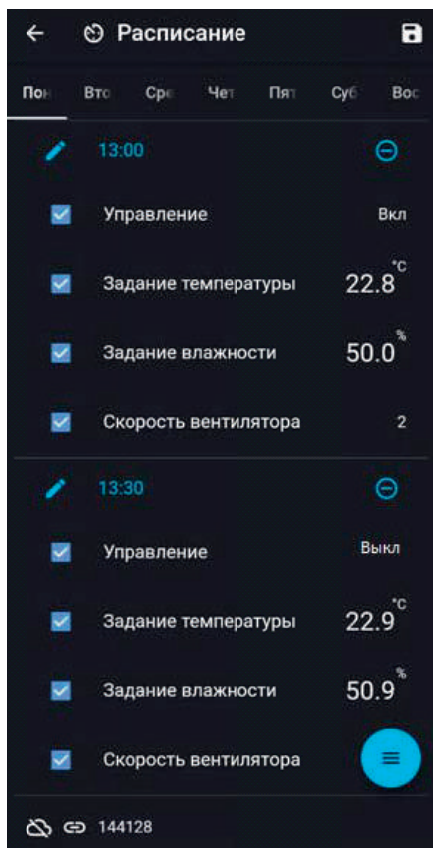 Расписание
Пон Вто Сре Чет Пят Суб Вос
13:00
Управление Вкл
Задание температуры 22.8 °C
Задание влажности 50.0 %
Скорость вентилятора 2
13:30
Управление Выкл
Задание температуры 22.9 °C
Задание влажности 50.9 %
Скорость вентилятора
144128